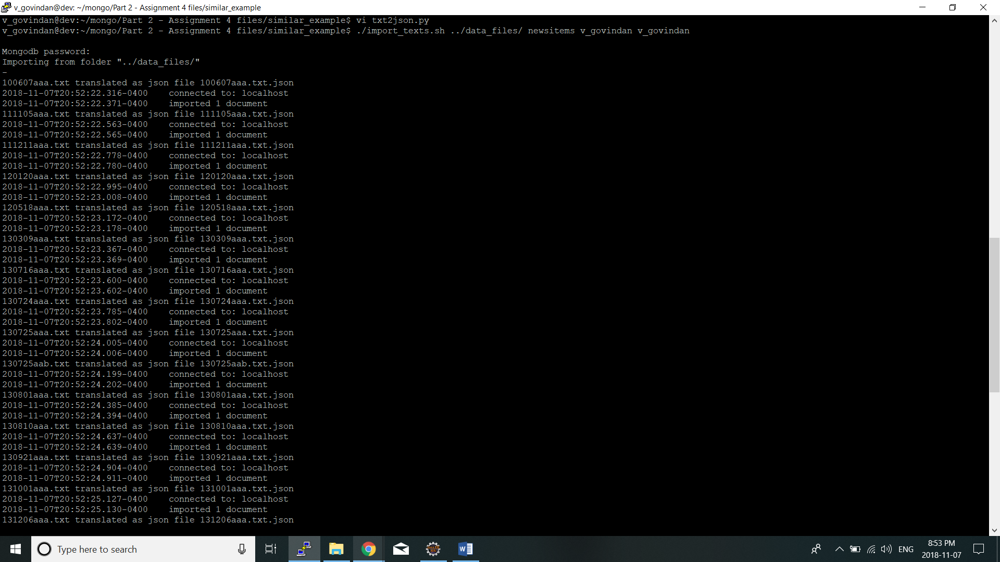 v_govindan@dev: ~/mongo/Part 2 - Assignment 4 files/similar_example
v_govindan@dev:~/mongo/Part 2 - Assignment 4 files/similar_example$ vi txt2json.py
v_govindan@dev:~/mongo/Part 2 - Assignment 4 files/similar_example$ ./import_texts.sh ../data_files/ newsitems v_govindan v_govindan
Mongodb password:
Importing from folder "../data_files/"
-
100607aaa.txt translated as json file 100607aaa.txt.json
2018-11-07T20:52:22.316-0400    connected to: localhost
2018-11-07T20:52:22.371-0400    imported 1 document
111105aaa.txt translated as json file 111105aaa.txt.json
2018-11-07T20:52:22.563-0400    connected to: localhost
2018-11-07T20:52:22.565-0400    imported 1 document
111211aaa.txt translated as json file 111211aaa.txt.json
2018-11-07T20:52:22.778-0400    connected to: localhost
2018-11-07T20:52:22.780-0400    imported 1 document
120120aaa.txt translated as json file 120120aaa.txt.json
2018-11-07T20:52:22.995-0400    connected to: localhost
2018-11-07T20:52:23.008-0400    imported 1 document
120518aaa.txt translated as json file 120518aaa.txt.json
2018-11-07T20:52:23.172-0400    connected to: localhost
2018-11-07T20:52:23.178-0400    imported 1 document
130309aaa.txt translated as json file 130309aaa.txt.json
2018-11-07T20:52:23.367-0400    connected to: localhost
2018-11-07T20:52:23.369-0400    imported 1 document
130716aaa.txt translated as json file 130716aaa.txt.json
2018-11-07T20:52:23.600-0400    connected to: localhost
2018-11-07T20:52:23.602-0400    imported 1 document
130724aaa.txt translated as json file 130724aaa.txt.json
2018-11-07T20:52:23.785-0400    connected to: localhost
2018-11-07T20:52:23.802-0400    imported 1 document
130725aaa.txt translated as json file 130725aaa.txt.json
2018-11-07T20:52:24.005-0400    connected to: localhost
2018-11-07T20:52:24.006-0400    imported 1 document
130725aab.txt translated as json file 130725aab.txt.json
2018-11-07T20:52:24.199-0400    connected to: localhost
2018-11-07T20:52:24.202-0400    imported 1 document
130801aaa.txt translated as json file 130801aaa.txt.json
2018-11-07T20:52:24.385-0400    connected to: localhost
2018-11-07T20:52:24.394-0400    imported 1 document
130810aaa.txt translated as json file 130810aaa.txt.json
2018-11-07T20:52:24.637-0400    connected to: localhost
2018-11-07T20:52:24.639-0400    imported 1 document
130921aaa.txt translated as json file 130921aaa.txt.json
2018-11-07T20:52:24.904-0400    connected to: localhost
2018-11-07T20:52:24.911-0400    imported 1 document
131001aaa.txt translated as json file 131001aaa.txt.json
2018-11-07T20:52:25.127-0400    connected to: localhost
2018-11-07T20:52:25.130-0400    imported 1 document
131206aaa.txt translated as json file 131206aaa.txt.json
Type here to search
ENG
8:53 PM
2018-11-07